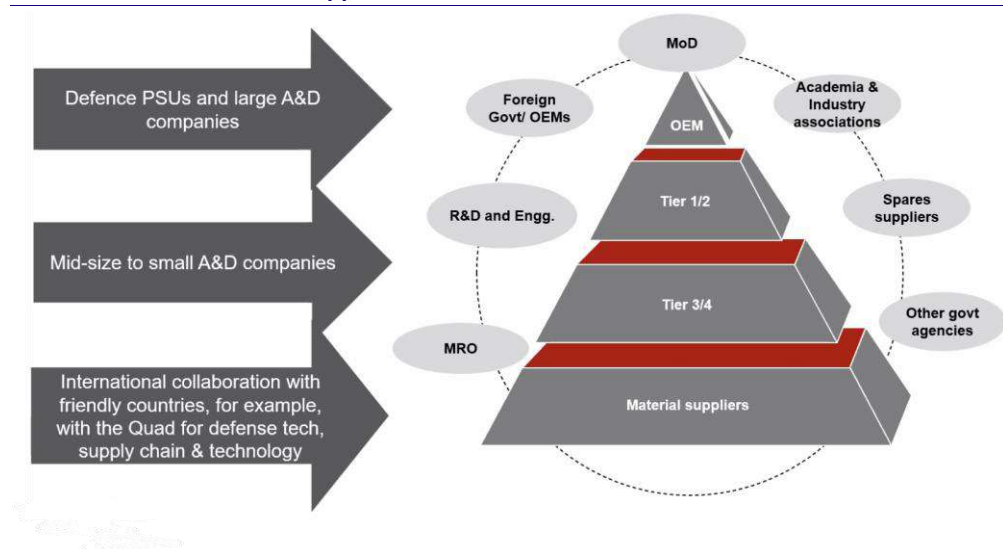 Defence PSUs and large A&D
companies
Mid-size to small A&D companies
International collaboration with
friendly countries, for example,
with the Quad for defense tech,
supply chain & technology
MoD
Foreign
Govt/ OEMs
Academia &
Industry
associations
OEM
R&D and Engg.
Tier 1/2
Spares
suppliers
Tier 3/4
Other govt
agencies
MRO
Material suppliers